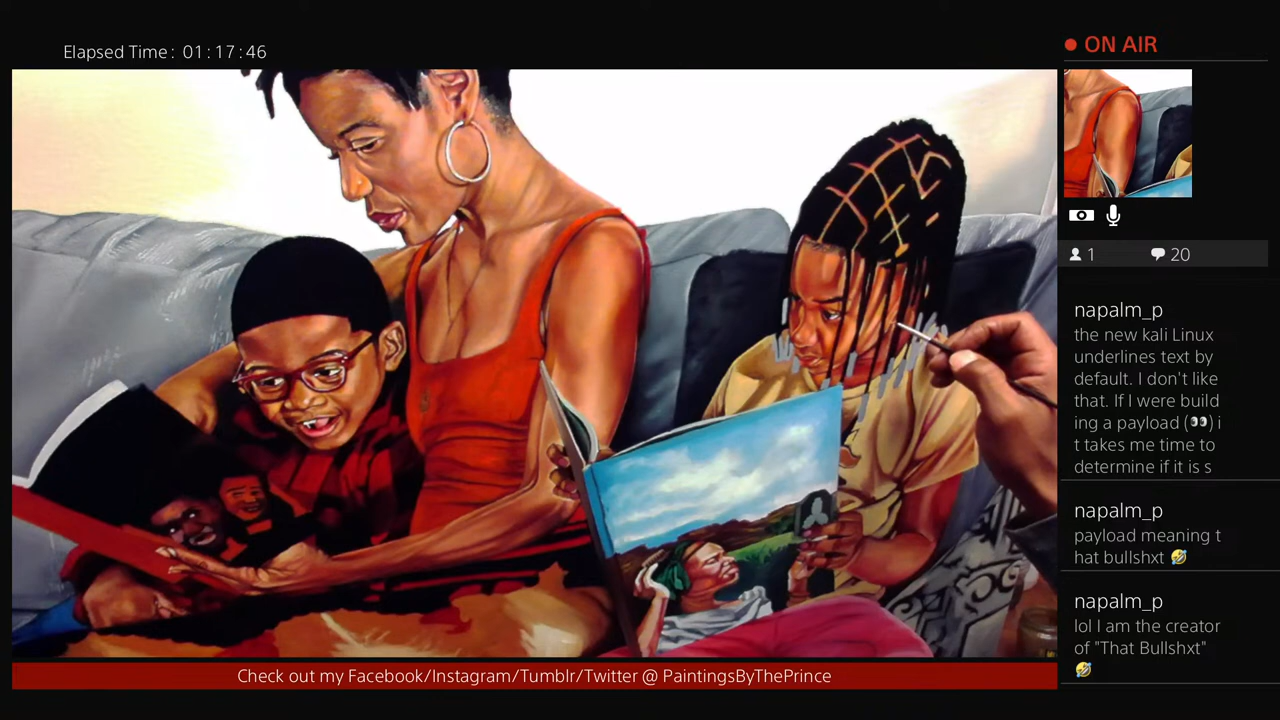 Elapsed Time: 01:17:46
ON AIR
1
20
napalm_p
the new kali Linux
underlines text by
default. I don't like
that. If I were build
ing a payload (👀) i
t takes me time to
determine if it is s
napalm_p
payload meaning t
hat bullshxt 🤣
napalm_p
lol I am the creator
of "That Bullshxt"
🤣
Check out my Facebook/Instagram/Tumblr/Twitter @ PaintingsByThePrince